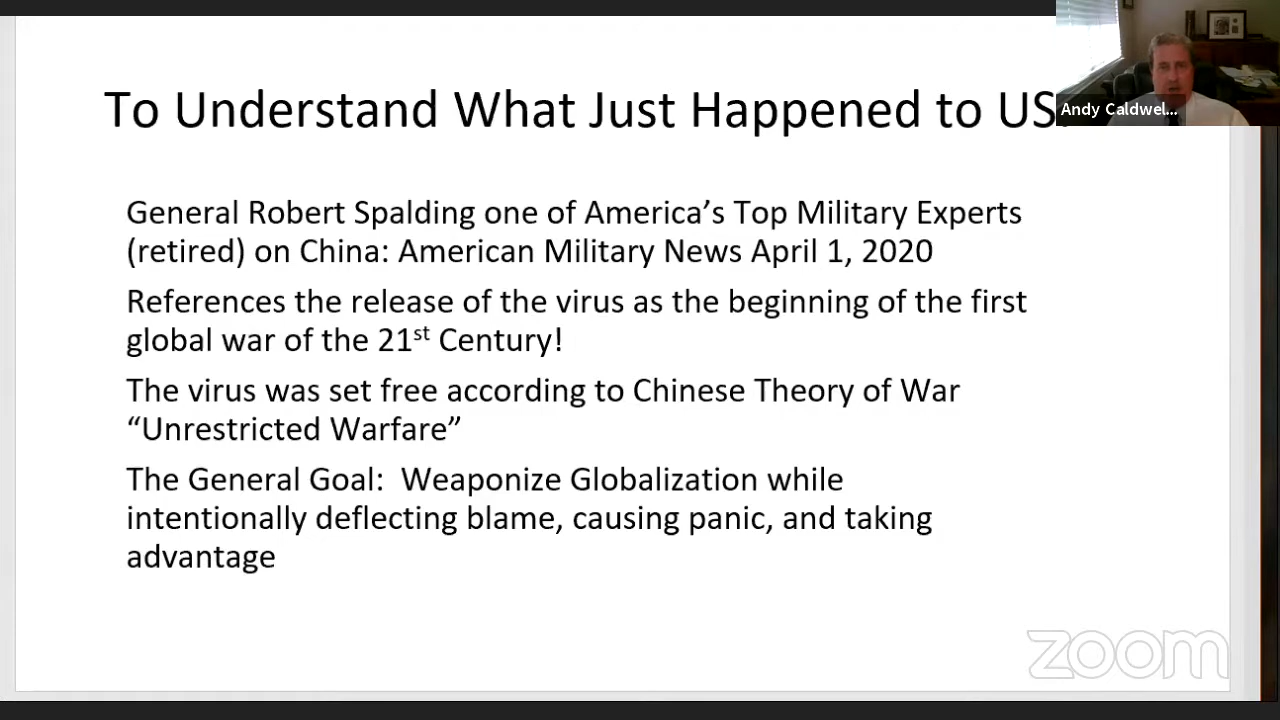 To Understand What Just Happened to US
Andy Caldwel...
General Robert Spalding one of America’s Top Military Experts
(retired) on China: American Military News April 1, 2020
References the release of the virus as the beginning of the first
global war of the 21st Century!
The virus was set free according to Chinese Theory of War
“Unrestricted Warfare”
The General Goal:  Weaponize Globalization while
intentionally deflecting blame, causing panic, and taking
advantage
zoom